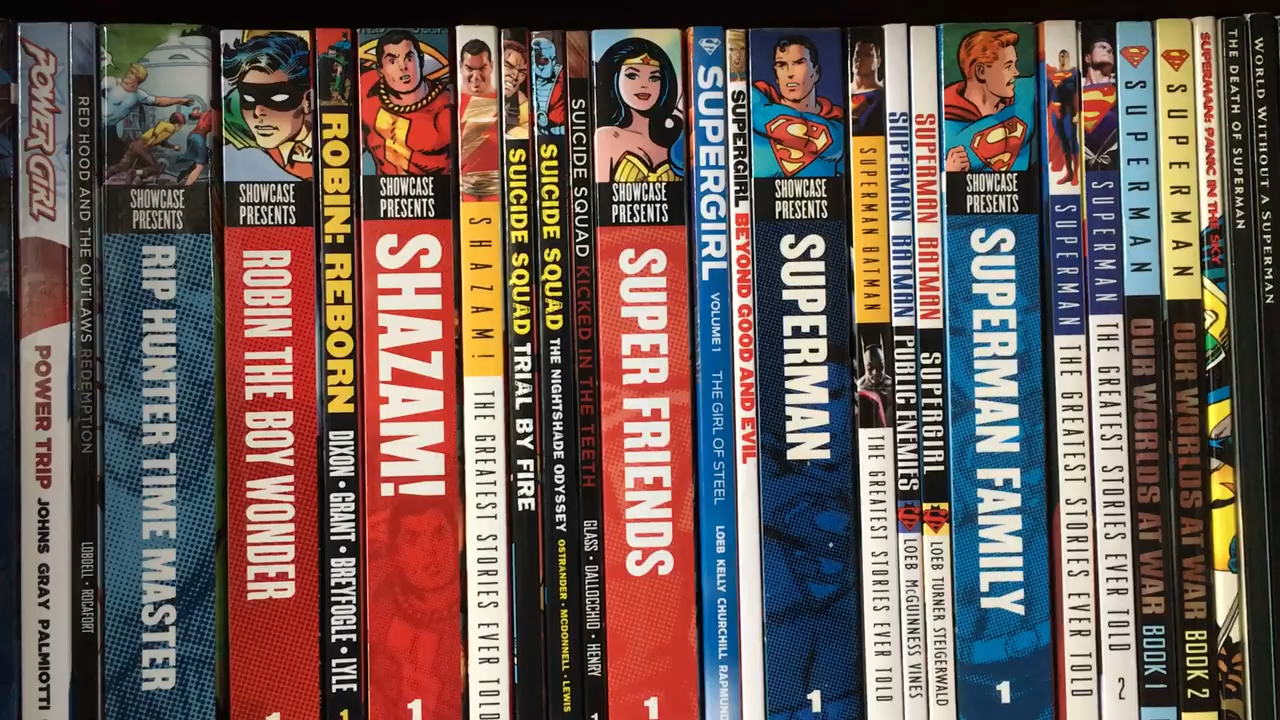 POWER GIRL
POWER TRIP JOHNS GRAY PALMIOTTI
RED HOOD AND THE OUTLAWS REDEMPTION LOBDELL • ROCAFORT
SHOWCASE
PRESENTS
RIP HUNTER TIME MASTER
SHOWCASE
PRESENTS
ROBIN THE BOY WONDER
1
ROBIN: REBORN DIXON • GRANT • BREYFOGLE • LYLE
1
SHOWCASE
PRESENTS
SHAZAM!
1
SHAZAM! THE GREATEST STORIES EVER TOLD
SUICIDE SQUAD TRIAL BY FIRE
SUICIDE SQUAD THE NIGHTSHADE ODYSSEY OSTRANDER • MCDONNELL • LEWIS
SUICIDE SQUAD KICKED IN THE TEETH GLASS • DALLOCCHIO • HENRY
SHOWCASE
PRESENTS
SUPER FRIENDS
1
SUPERGIRL VOLUME 1 THE GIRL OF STEEL LOEB KELLY CHURCHILL RAPMUND
SUPERGIRL BEYOND GOOD AND EVIL
SHOWCASE
PRESENTS
SUPERMAN
1
SUPERMAN BATMAN THE GREATEST STORIES EVER TOLD
SUPERMAN BATMAN PUBLIC ENEMIES LOEB McGUINNESS VINES
SUPERMAN BATMAN SUPERGIRL LOEB TURNER STEIGERWALD
SHOWCASE
PRESENTS
SUPERMAN FAMILY
1
SUPERMAN THE GREATEST STORIES EVER TOLD
SUPERMAN THE GREATEST STORIES EVER TOLD 2
SUPERMAN OUR WORLDS AT WAR BOOK 1
SUPERMAN OUR WORLDS AT WAR BOOK 2
SUPERMAN: PANIC IN THE SKY
THE DEATH OF SUPERMAN
WORLD WITHOUT A SUPERMAN